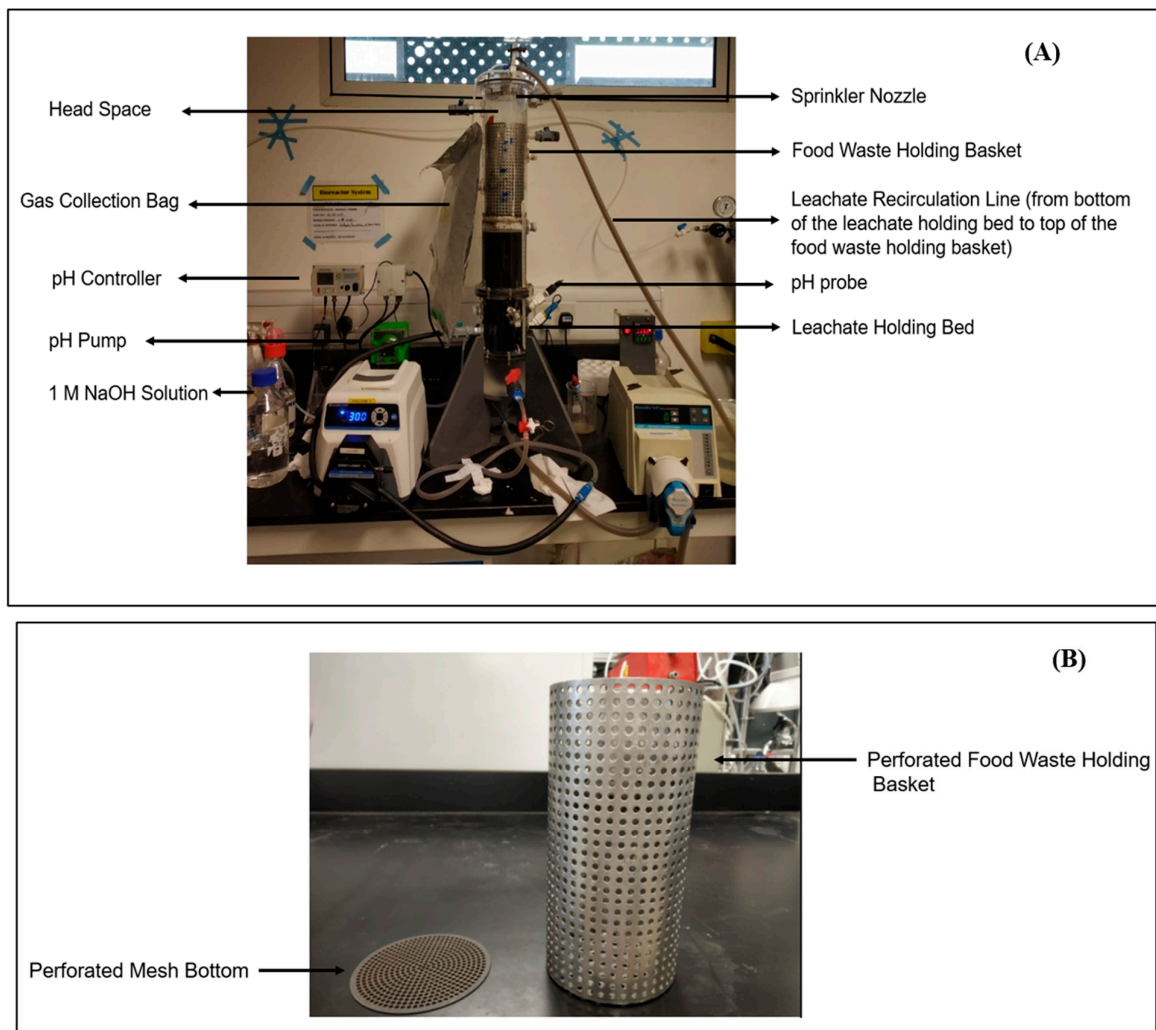 (A)
Head Space
Sprinkler Nozzle
Food Waste Holding Basket
Gas Collection Bag
Leachate Recirculation Line (from bottom
of the leachate holding bed to top of the
food waste holding basket)
pH Controller
pH probe
pH Pump
Leachate Holding Bed
1 M NaOH Solution
Bioreactor System
300
(B)
Perforated Food Waste Holding
Basket
Perforated Mesh Bottom